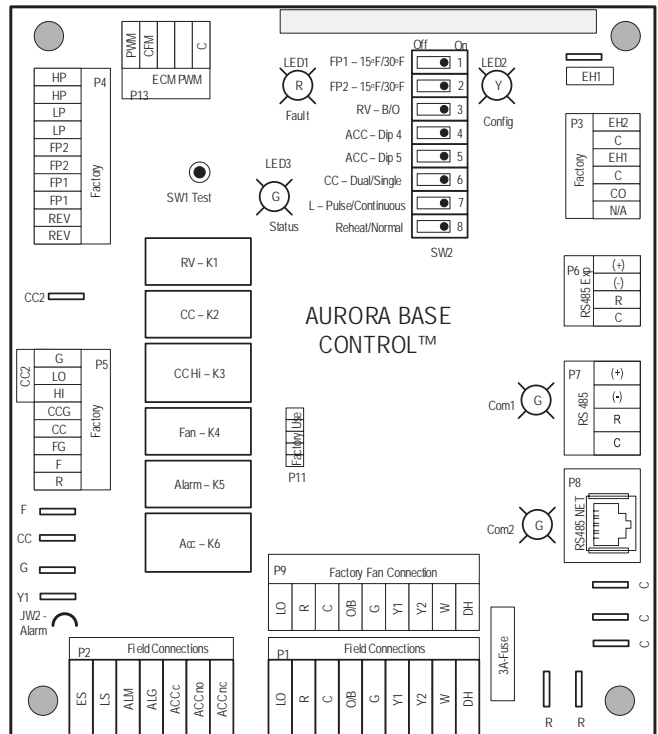 PWM
CFM
C
ECM PWM
P13
P4
HP
HP
LP
LP
FP2
FP2
FP1
FP1
REV
REV
Factory
LED1
R
Fault
Off On
FP1 – 15ºF/30ºF 1
FP2 – 15ºF/30ºF 2
RV – B/O 3
ACC – Dip 4 4
ACC – Dip 5 5
CC – Dual/Single 6
L – Pulse/Continuous 7
Reheat/Normal 8
SW2
LED2
Y
Config
EH1
P3
Factory
EH2
C
EH1
C
CO
N/A
SW1 Test
LED3
G
Status
RV – K1
CC – K2
CC Hi – K3
Fan – K4
Alarm – K5
Acc – K6
CC2
AURORA BASE
CONTROL™
P6
RS485 Exp
(+)
(-)
R
C
CC2
P5
Factory
G
LO
HI
CCG
CC
FG
F
R
Factory Use
P11
Com1
G
P7
RS 485
(+)
(-)
R
C
Com2
G
P8
RS485 NET
F
CC
G
Y1
JW2 -
Alarm
P9 Factory Fan Connection
LO R C O/B G Y1 Y2 W DH
P2 Field Connections
ES LS ALM ALG ACCc ACCno ACCnc
P1 Field Connections
LO R C O/B G Y1 Y2 W DH
3A-Fuse
C
C
C
R R